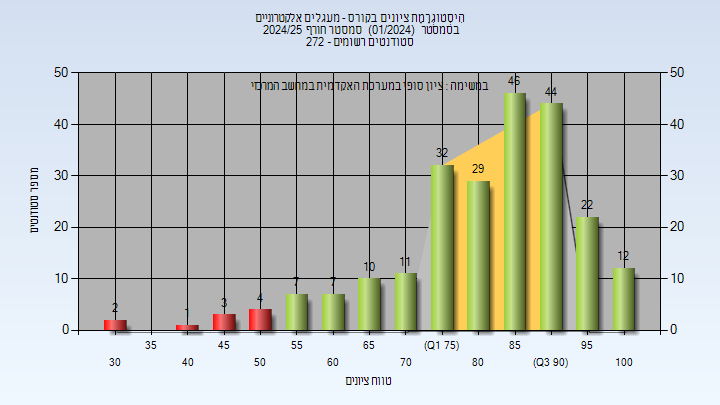 היסטוגרמת ציונים בקורס - מעגלים אלקטרוניים
בסמסטר (01/2024) סמסטר חורף 2024/25
סטודנטים רשומים - 272
במשימה : ציון סופי במערכת האקדמית במחשב המרכזי
50 50
40 40
30 30
20 20
10 10
0 0
מספר סטודנטים
2 1 3 4 7 7 10 11 32 29 46 44 22 12
35 45 55 65 (Q1 75) 85 95
30 40 50 60 70 80 (Q3 90) 100
טווח ציונים